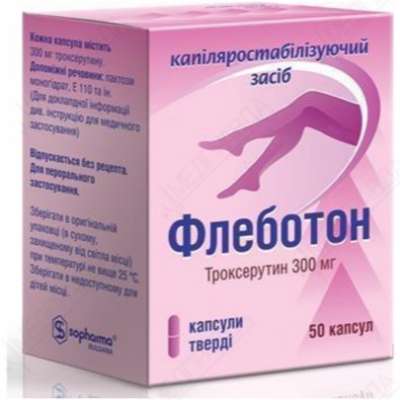 Кожна капсула містить
300 мг троксерутину.
Допоміжні речовини: лактози
моногідрат, Е 110 та ін.
(Для докладної інформації
див. інструкцію для медичного
застосування)
Відпускається без рецепта.
Для перорального
застосування.
Зберігати в оригінальній
упаковці (в сухому,
захищеному від світла місці)
при температурі не вище 25 °С.
Зберігати в недоступному для
дітей місці.
sopharma
капіляростабілізуючий
засіб
Флеботон
Троксерутин 300 мг
капсули
тверді
50 капсул